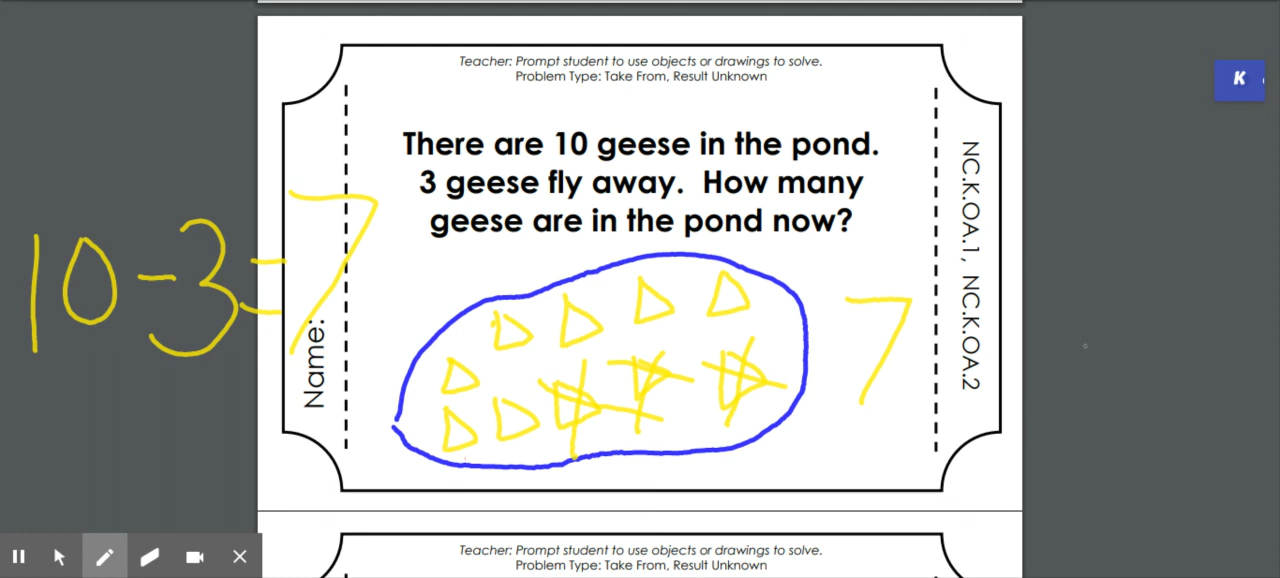 Teacher: Prompt student to use objects or drawings to solve.
Problem Type: Take From, Result Unknown
K
There are 10 geese in the pond.
3 geese fly away. How many
geese are in the pond now?
10-3=7
7
Name:
NC.K.OA.1, NC.K.OA.2
Teacher: Prompt student to use objects or drawings to solve.
Problem Type: Take From, Result Unknown